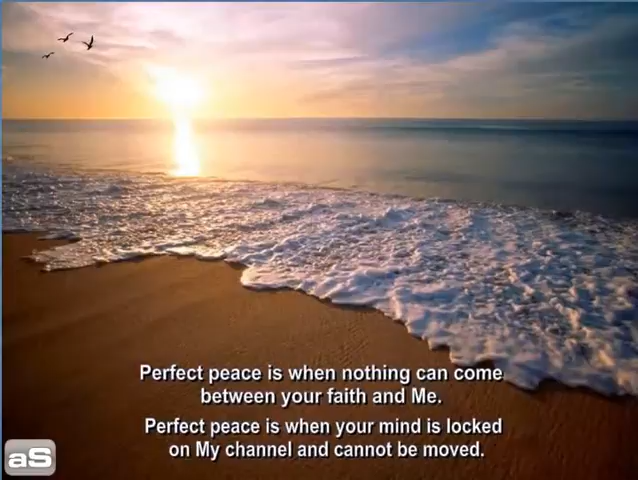 Perfect peace is when nothing can come
between your faith and Me.
Perfect peace is when your mind is locked
on My channel and cannot be moved.
aS